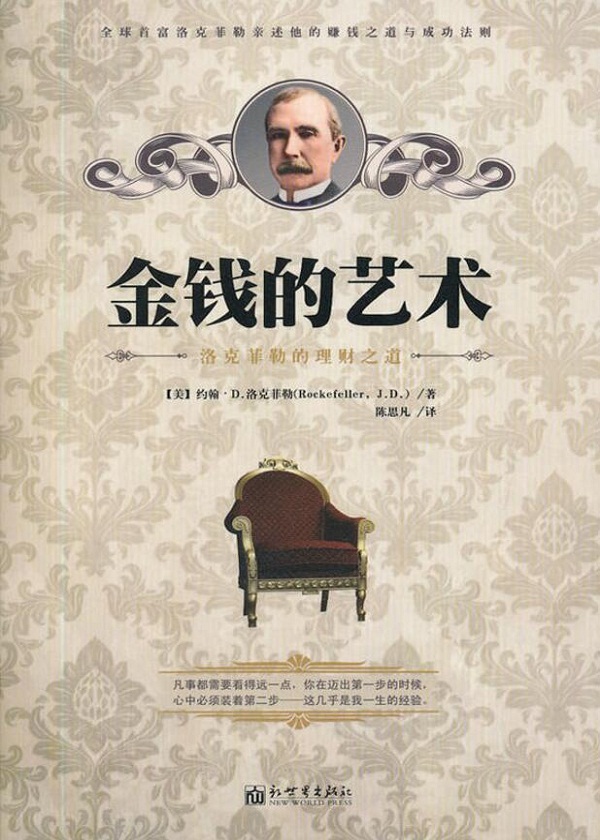 全球首富洛克菲勒亲述他的赚钱之道与成功法则
金钱的艺术
洛克菲勒的理财之道
【美】约翰·D.洛克菲勒(Rockefeller, J.D.) /著
陈思凡 /译
凡事都需要看得远一点，你在迈出第一步的时候，
心中必须装着第二步——这几乎是我一生的经验。
新世界出版社
NEW WORLD PRESS